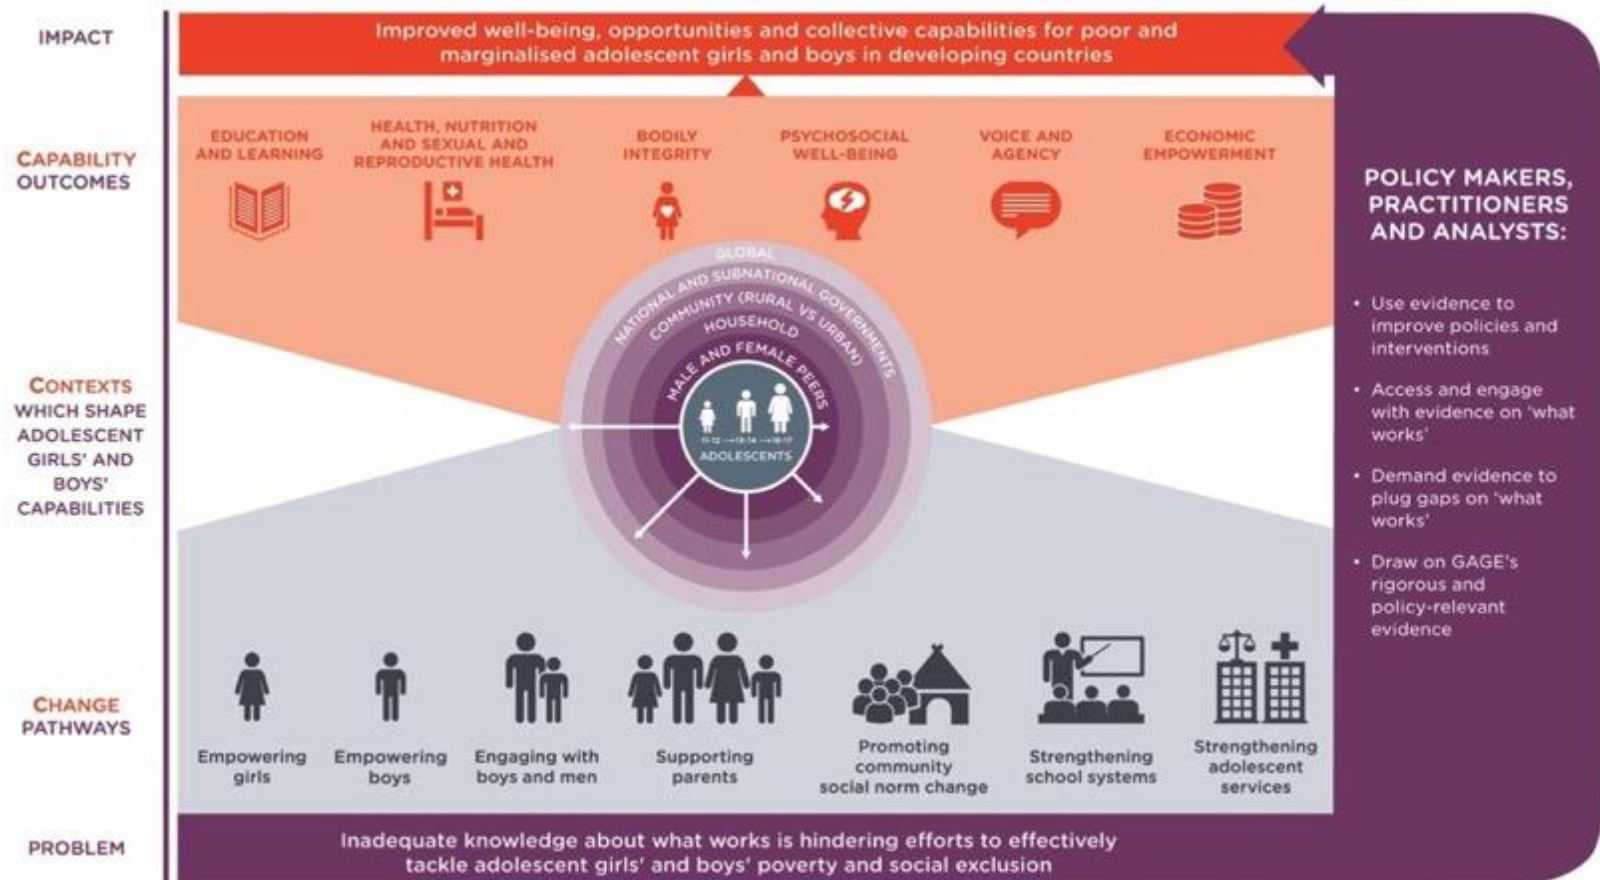 IMPACT
Improved well-being, opportunities and collective capabilities for poor and
marginalised adolescent girls and boys in developing countries
CAPABILITY
OUTCOMES
EDUCATION
AND LEARNING
HEALTH, NUTRITION
AND SEXUAL AND
REPRODUCTIVE HEALTH
BODILY
INTEGRITY
PSYCHOSOCIAL
WELL-BEING
VOICE AND
AGENCY
ECONOMIC
EMPOWERMENT
CONTEXTS
WHICH SHAPE
ADOLESCENT
GIRLS' AND
BOYS'
CAPABILITIES
GLOBAL
NATIONAL AND SUBNATIONAL GOVERNMENTS
COMMUNITY (RURAL VS URBAN)
HOUSEHOLD
MALE AND FEMALE PEERS
ADOLESCENTS
CHANGE
PATHWAYS
Empowering
girls
Empowering
boys
Engaging with
boys and men
Supporting
parents
Promoting
community
social norm change
Strengthening
school systems
Strengthening
adolescent
services
PROBLEM
Inadequate knowledge about what works is hindering efforts to effectively
tackle adolescent girls' and boys' poverty and social exclusion
POLICY MAKERS,
PRACTITIONERS
AND ANALYSTS:
• Use evidence to
improve policies and
interventions
• Access and engage
with evidence on 'what
works'
• Demand evidence to
plug gaps on 'what
works'
• Draw on GAGE's
rigorous and
policy-relevant
evidence